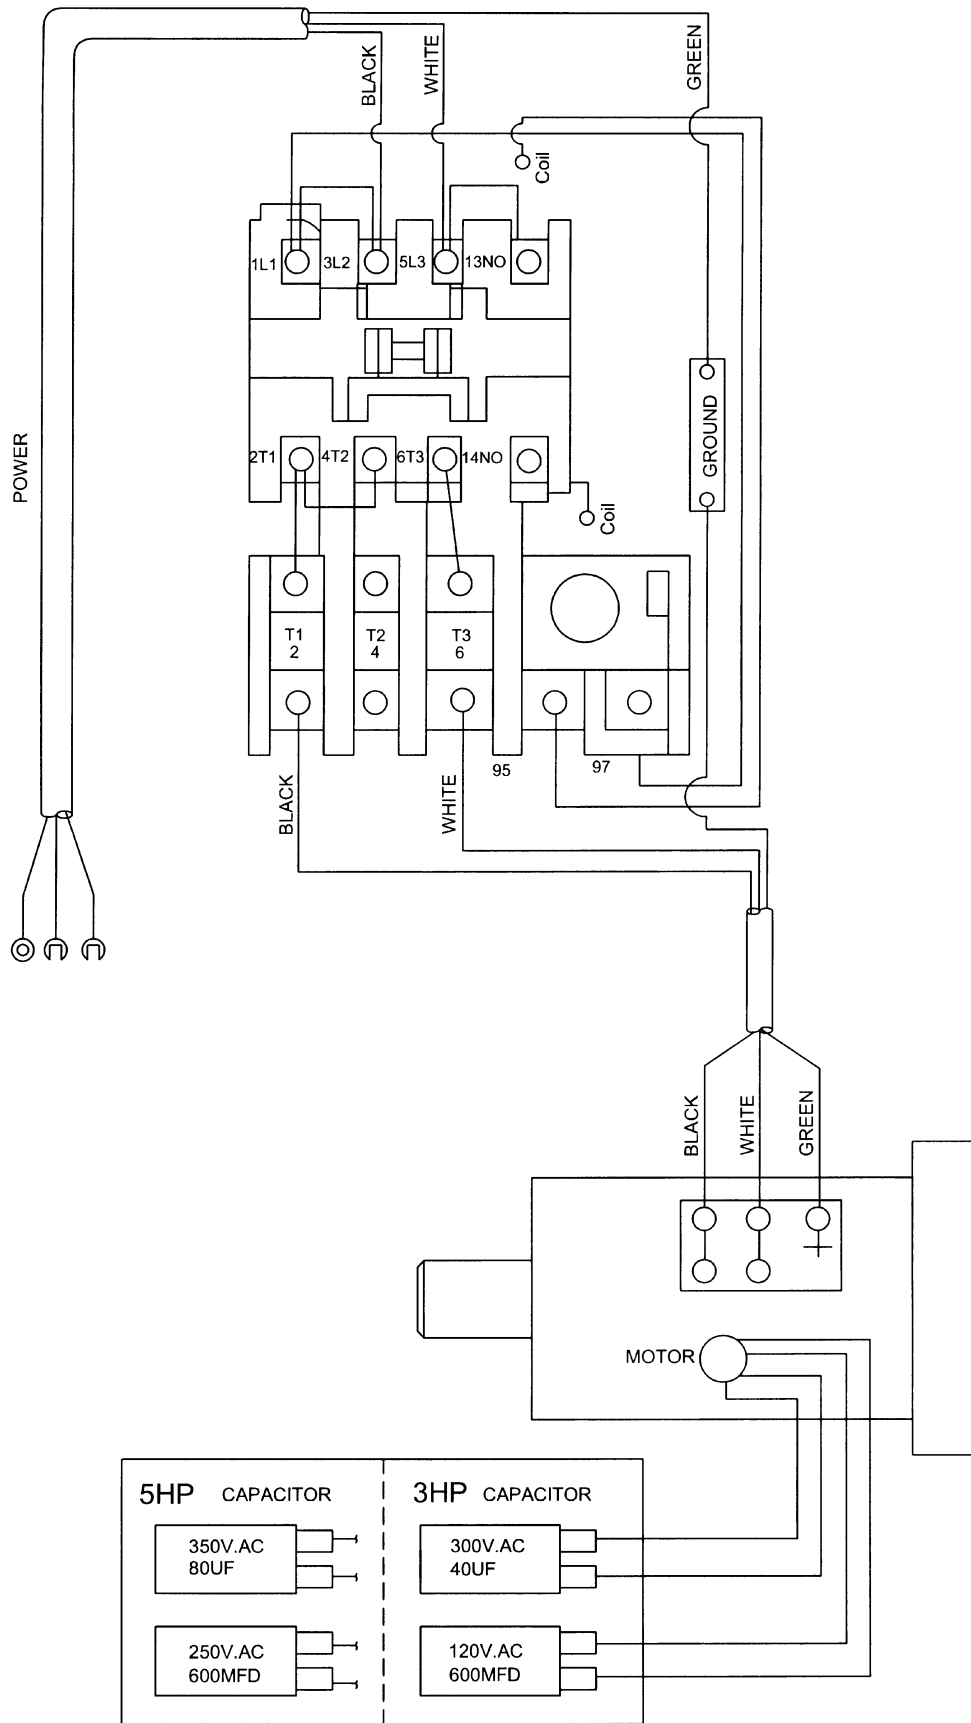 BLACK
WHITE
GREEN
Coil
1L1
3L2
5L3
13NO
POWER
2T1
4T2
6T3
14NO
GROUND
Coil
T1
2
T2
4
T3
6
95
97
BLACK
WHITE
BLACK
WHITE
GREEN
MOTOR
5HP CAPACITOR
350V.AC
80UF
250V.AC
600MFD
3HP CAPACITOR
300V.AC
40UF
120V.AC
600MFD